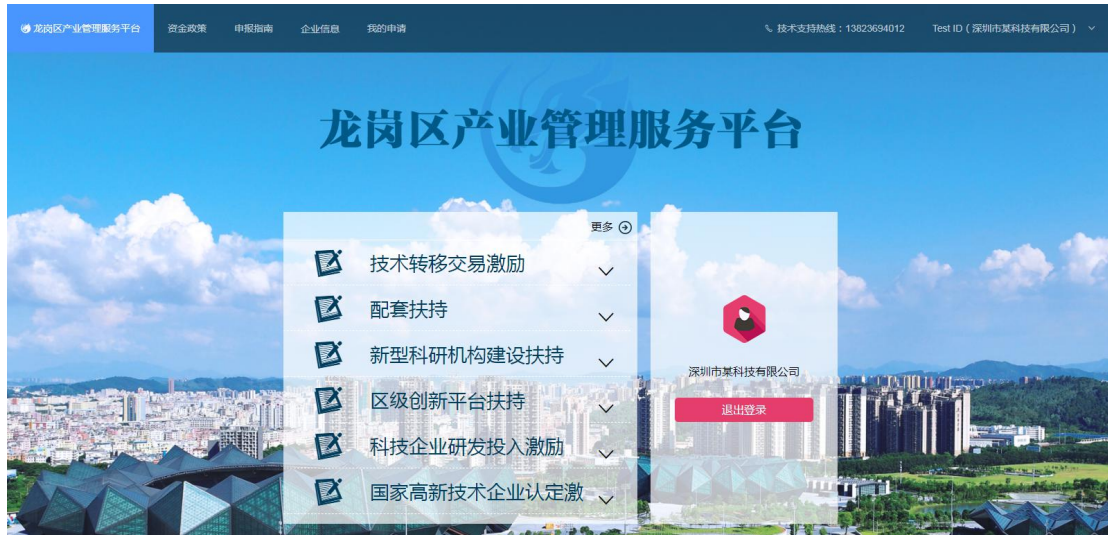 龙岗区产业管理服务平台 资金政策 申报指南 企业信息 我的申请 技术支持热线：13823694012 Test ID（深圳市某科技有限公司）
龙岗区产业管理服务平台
更多
技术转移交易激励
配套扶持
新型科研机构建设扶持
区级创新平台扶持
科技企业研发投入激励
国家高新技术企业认定激
深圳市某科技有限公司
退出登录